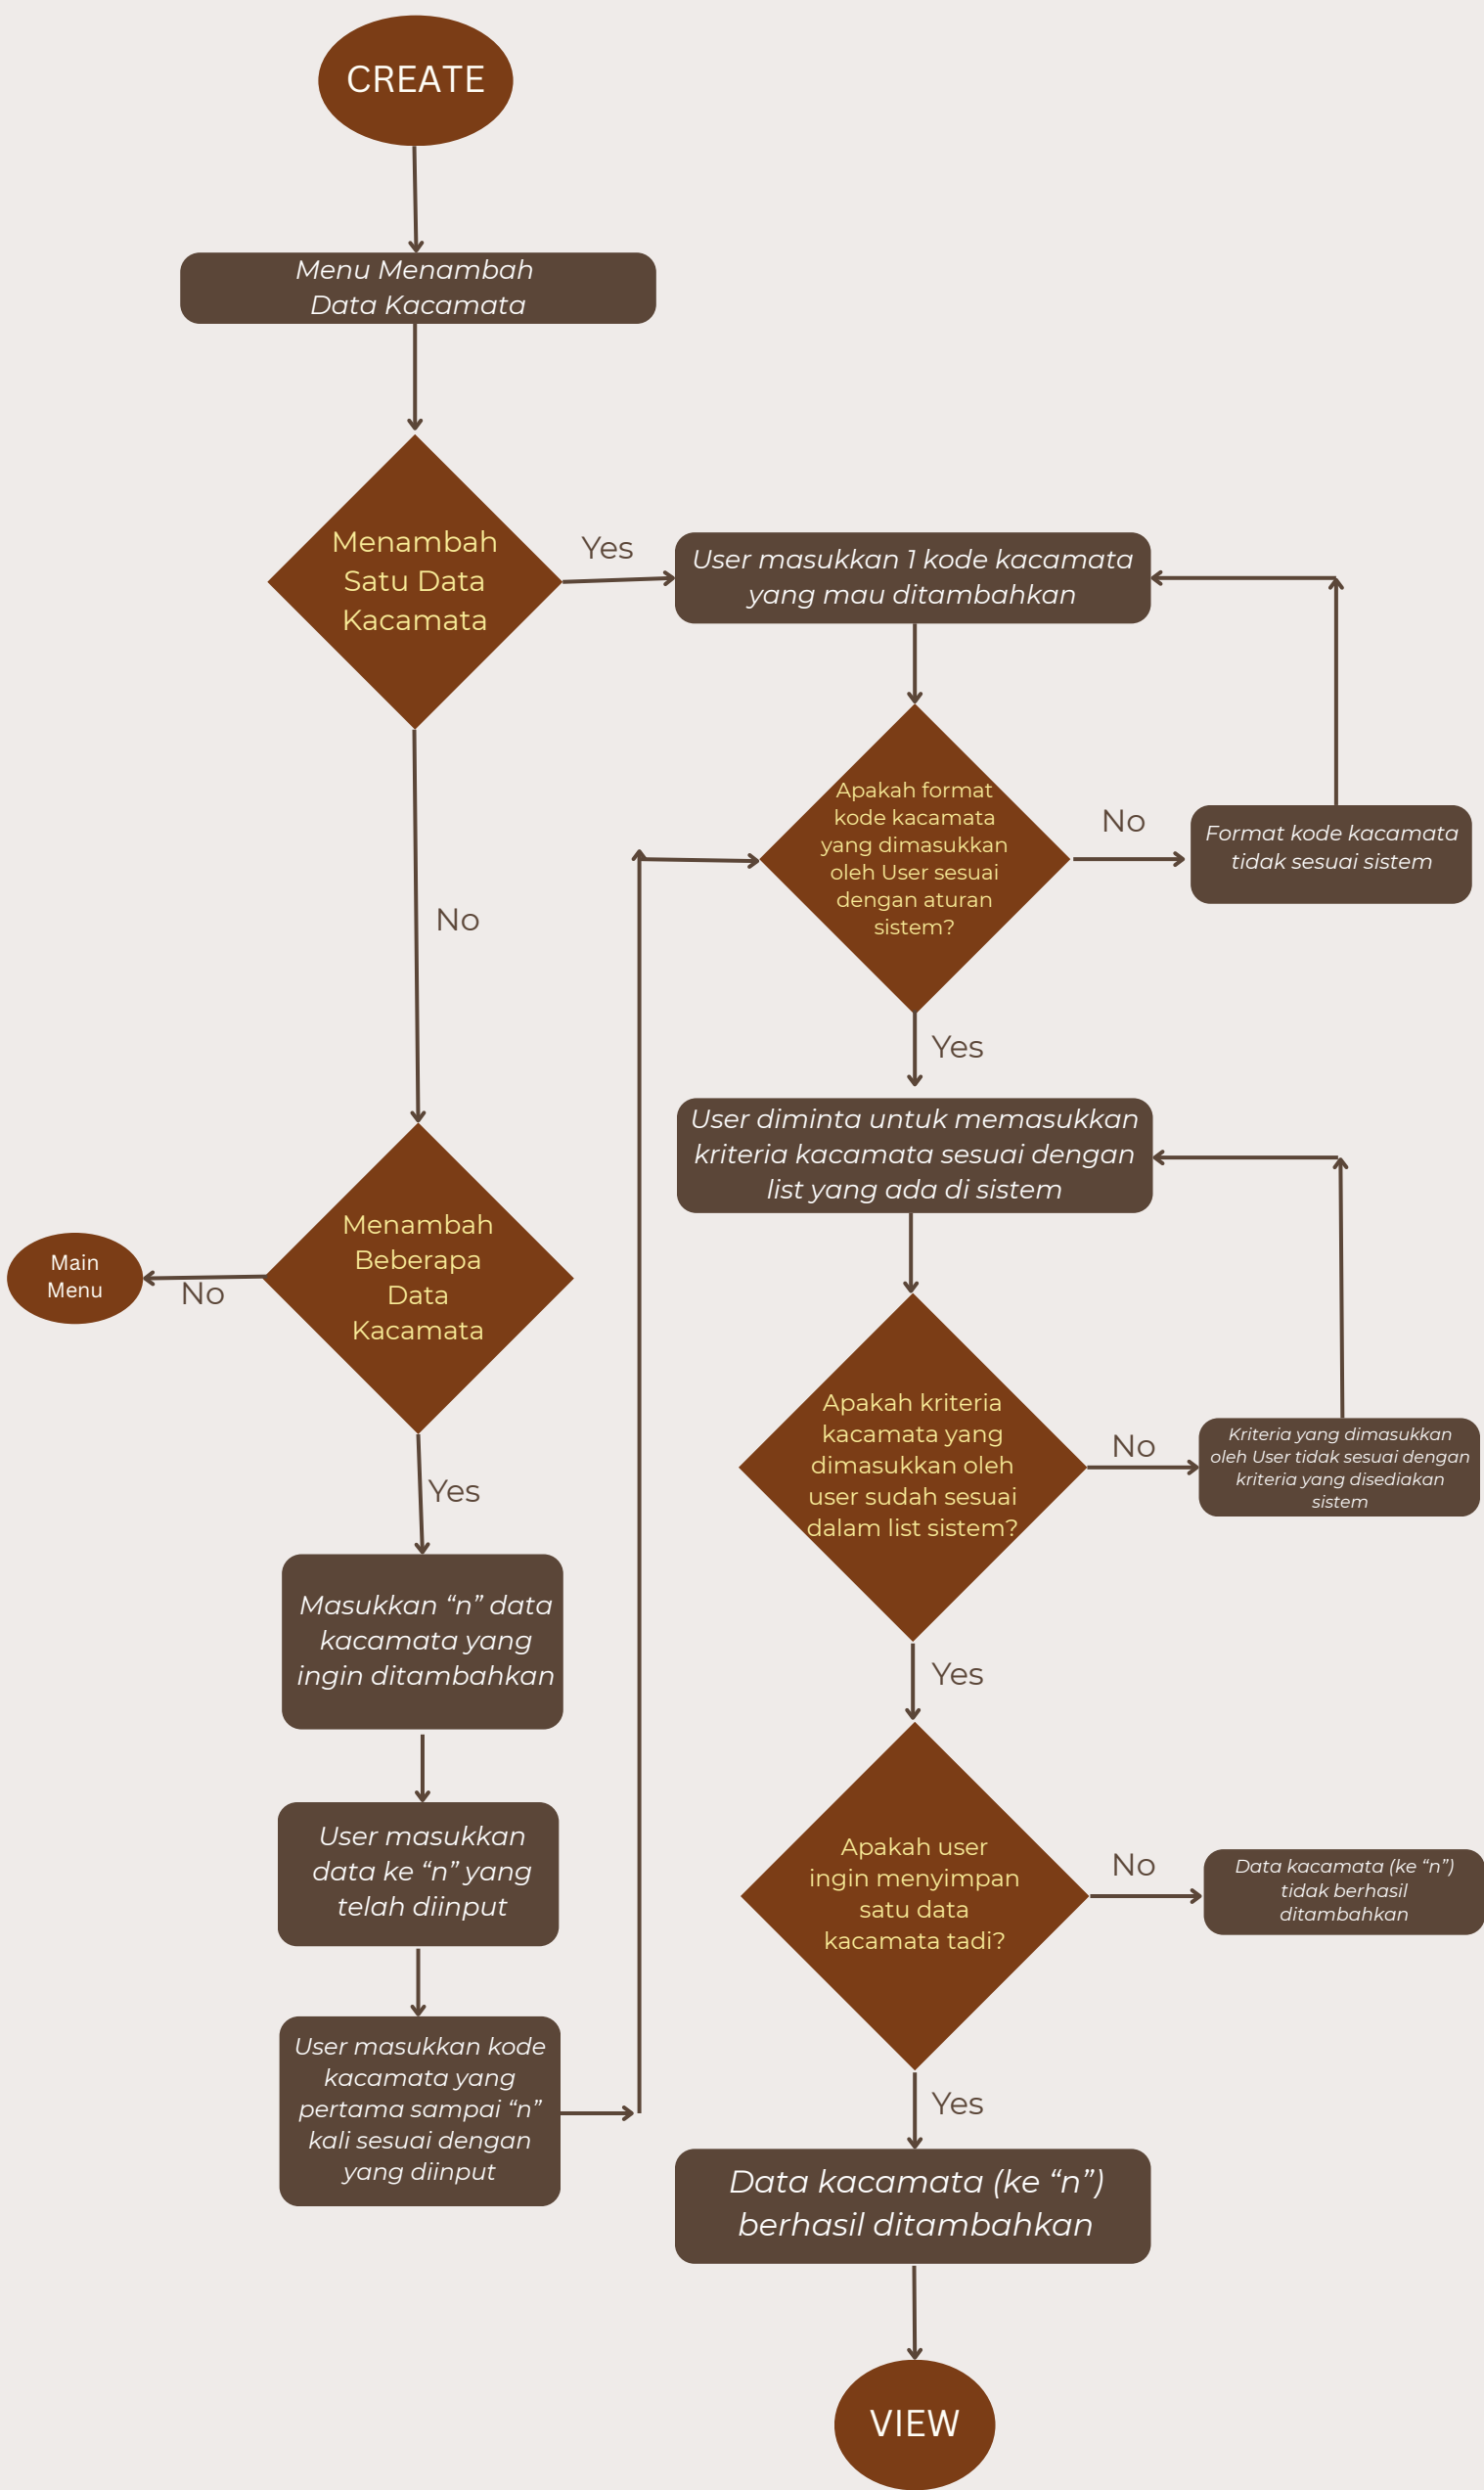 CREATE
Menu Menambah
Data Kacamata
Menambah
Satu Data
Kacamata
Yes
User masukkan 1 kode kacamata
yang mau ditambahkan
Apakah format
kode kacamata
yang dimasukkan
oleh User sesuai
dengan aturan
sistem?
No
Format kode kacamata
tidak sesuai sistem
No
Yes
User diminta untuk memasukkan
kriteria kacamata sesuai dengan
list yang ada di sistem
Menambah
Beberapa
Data
Kacamata
Main
Menu
No
Apakah kriteria
kacamata yang
dimasukkan oleh
user sudah sesuai
dalam list sistem?
No
Kriteria yang dimasukkan
oleh User tidak sesuai dengan
kriteria yang disediakan
sistem
Yes
Masukkan “n” data
kacamata yang
ingin ditambahkan
Yes
User masukkan
data ke “n” yang
telah diinput
Apakah user
ingin menyimpan
satu data
kacamata tadi?
No
Data kacamata (ke “n”)
tidak berhasil
ditambahkan
User masukkan kode
kacamata yang
pertama sampai “n”
kali sesuai dengan
yang diinput
Yes
Data kacamata (ke “n”)
berhasil ditambahkan
VIEW